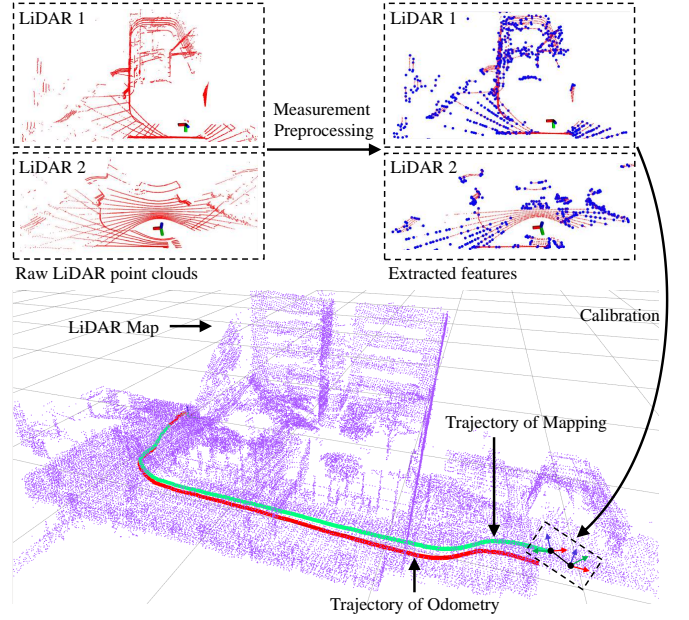 LiDAR 1
LiDAR 1
Measurement
Preprocessing
LiDAR 2
LiDAR 2
Raw LiDAR point clouds
Extracted features
LiDAR Map
Calibration
Trajectory of Mapping
Trajectory of Odometry